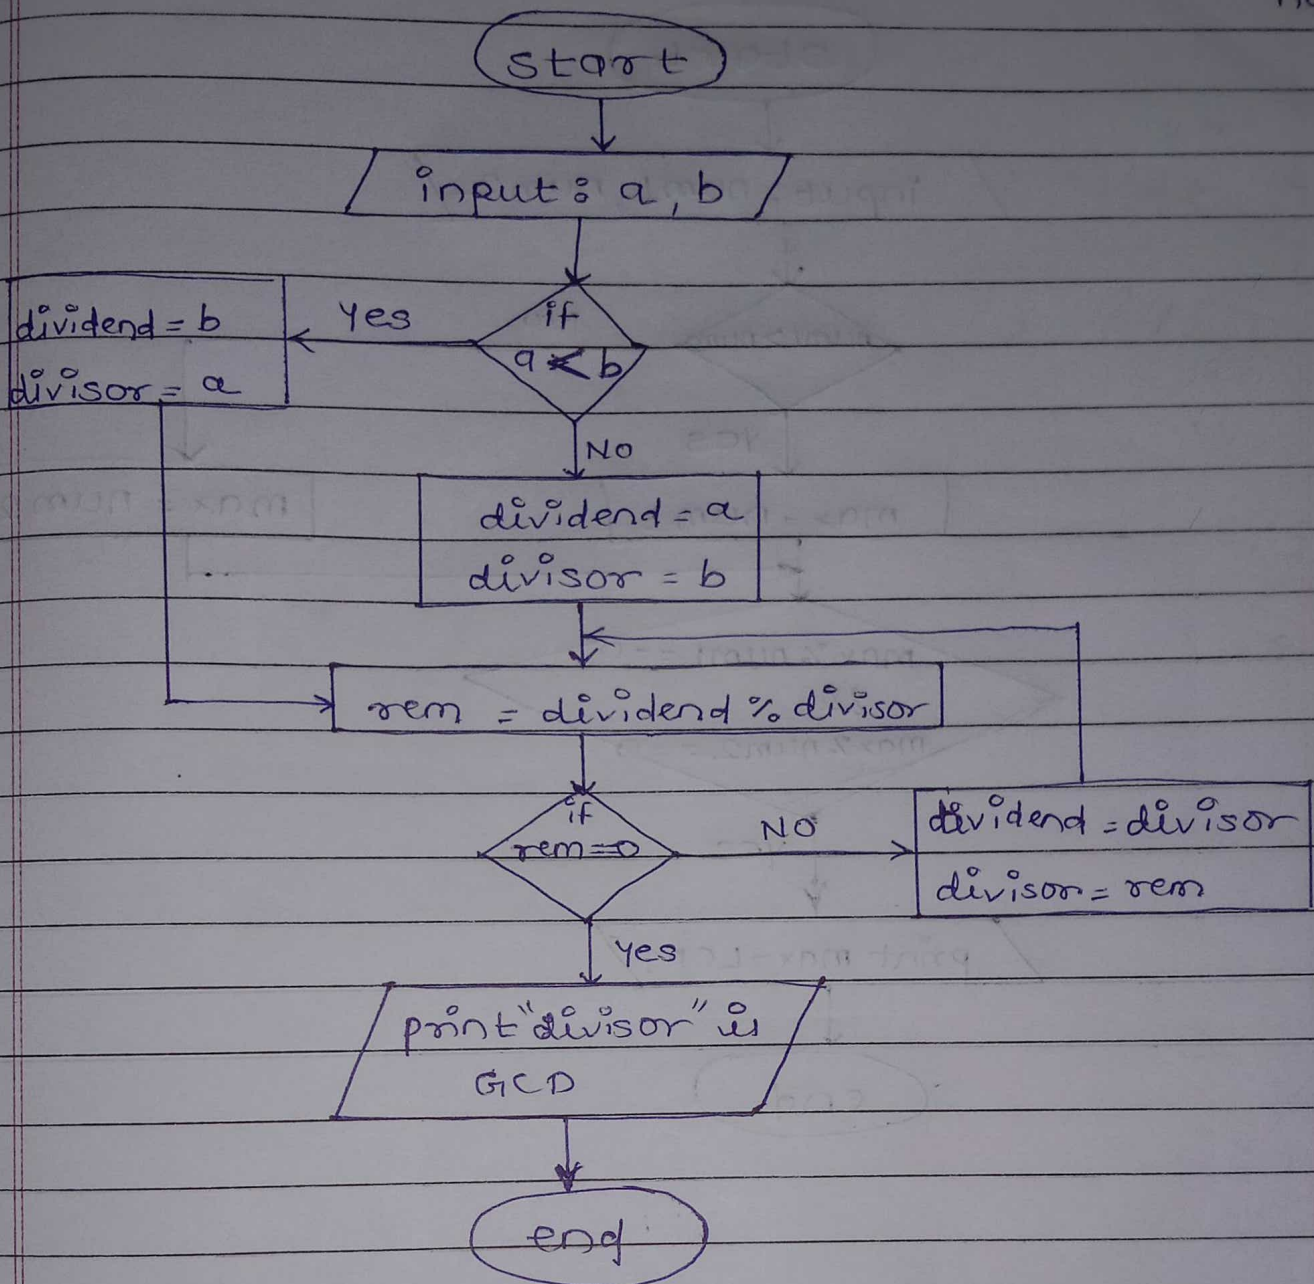 start
input: a, b
if
a < b
Yes
dividend = b
divisor = a
No
dividend = a
divisor = b
rem = dividend % divisor
if
rem==0
NO
dividend = divisor
divisor = rem
yes
print "divisor" is
GCD
end